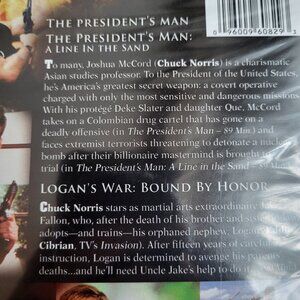 6 96009 60829
THE PRESIDENT'S MAN
THE PRESIDENT'S MAN:
A LINE IN THE SAND
To many, Joshua McCord (Chuck Norris) is a charismatic
Asian studies professor. To the President of the United States,
he's America's greatest secret weapon: a covert operative
charged with only the most sensitive and dangerous missions
With his protégé Deke Slater and daughter Que, McCord
takes on a Colombian drug cartel that has gone on a
deadly offensive (in The President's Man - 89 Min.) and
faces extremist terrorists threatening to detonate a nuclear
bomb after their billionaire mastermind is brought to
trial (in The President's Man: A Line in the Sand - 89 Min
LOGAN'S WAR: BOUND BY HONOR
Chuck Norris stars as martial arts extraordinair
Fallon, who, after the death of his brother and sister
adopts—and trains—his orphaned nephew, Logan
Cibrian, TV's Invasion). After fifteen years of careful
instruction, Logan is determined to avenge his parents
deaths...and he'll need Uncle Jake's help to do it